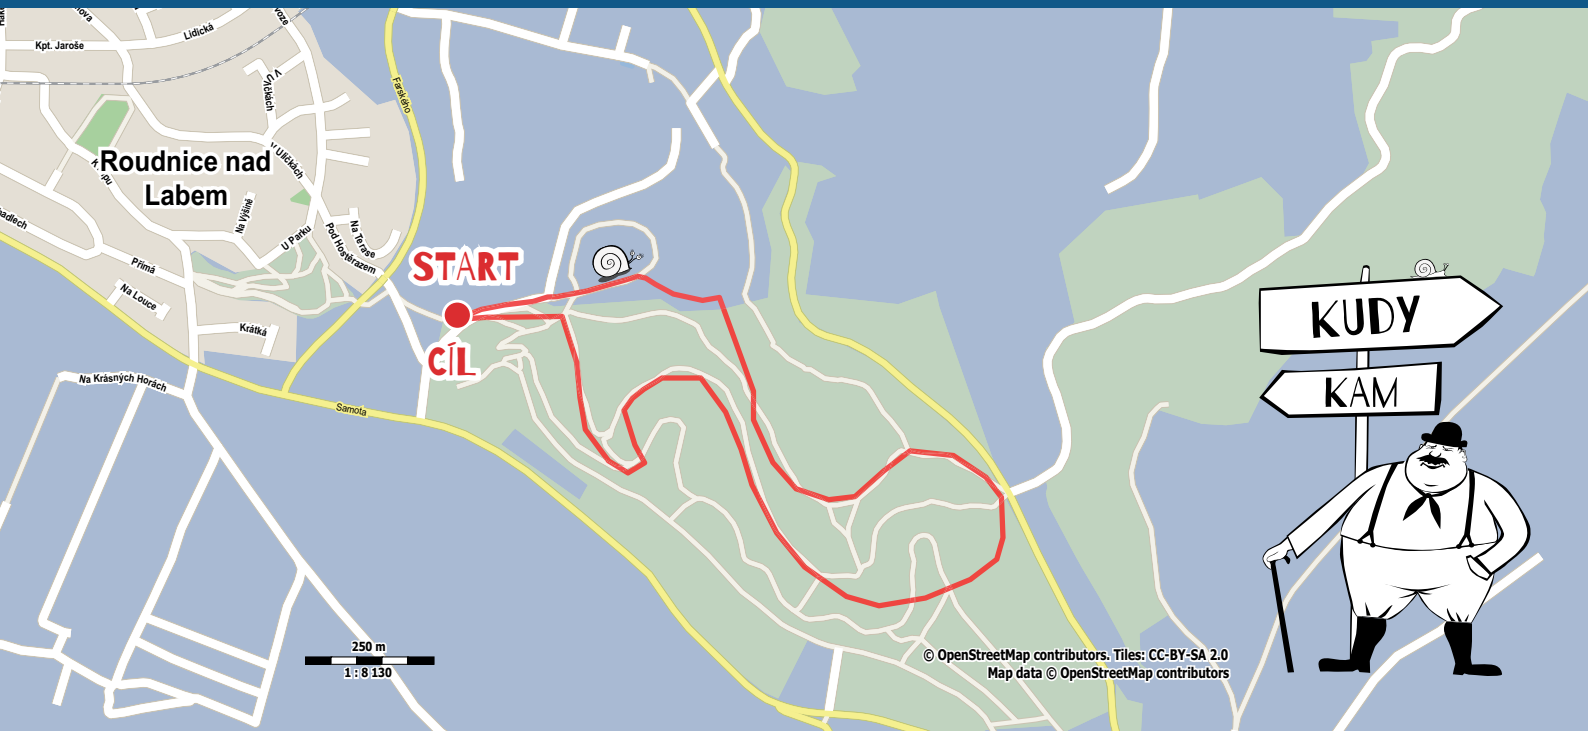 Lidická
Kpt. Jaroše
V Uličkách
Farského
V Uličkách
Roudnice nad
Labem
Na Výšině
U Parku
Na Terase
Pod Hostěrazem
Přímá
Na Louce
Krátká
START
CÍL
Na Krásných Horách
Samota
KUDY
KAM
250 m
1 : 8 130
© OpenStreetMap contributors. Tiles: CC-BY-SA 2.0
Map data © OpenStreetMap contributors